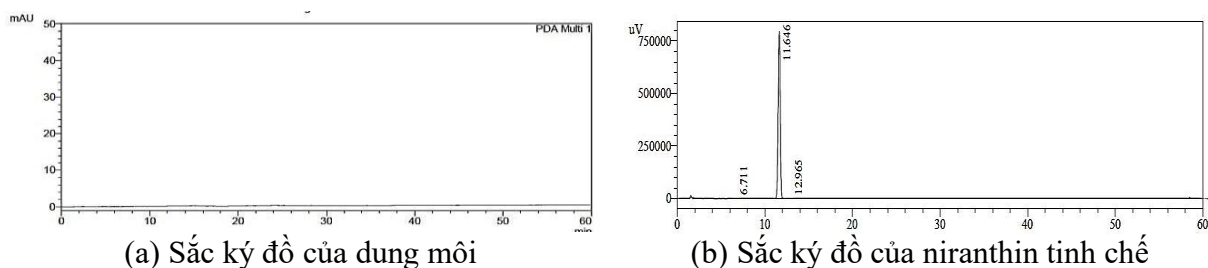 mAU
50
PDA Multi 1
40
30
20
10
0
0 10 20 30 40 50 60
min
(a) Sắc ký đồ của dung môi
uV
750000
500000
250000
0
6.711
11.646
12.965
0 10 20 30 40 50 60
(b) Sắc ký đồ của niranthin tinh chế